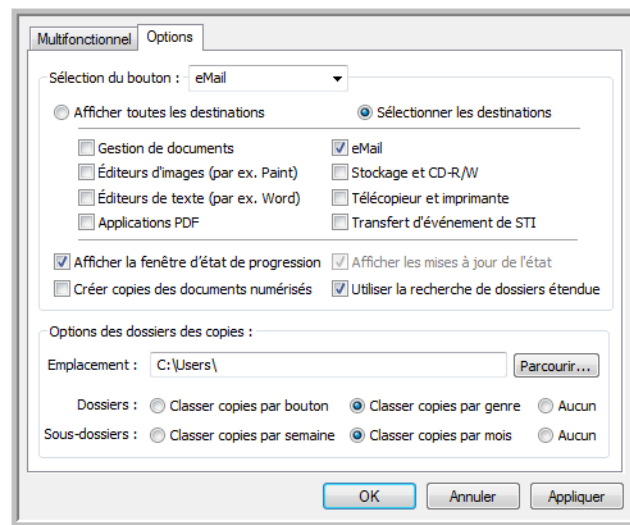 Multifonctionnel Options
Sélection du bouton : eMail
Afficher toutes les destinations Sélectionner les destinations
Gestion de documents eMail
Éditeurs d'images (par ex. Paint) Stockage et CD-R/W
Éditeurs de texte (par ex. Word) Télécopieur et imprimante
Applications PDF Transfert d'événement de STI
Afficher la fenêtre d'état de progression Afficher les mises à jour de l'état
Créer copies des documents numérisés Utiliser la recherche de dossiers étendue
Options des dossiers des copies :
Emplacement : C:\Users\ Parcourir...
Dossiers : Classer copies par bouton Classer copies par genre Aucun
Sous-dossiers : Classer copies par semaine Classer copies par mois Aucun
OK Annuler Appliquer